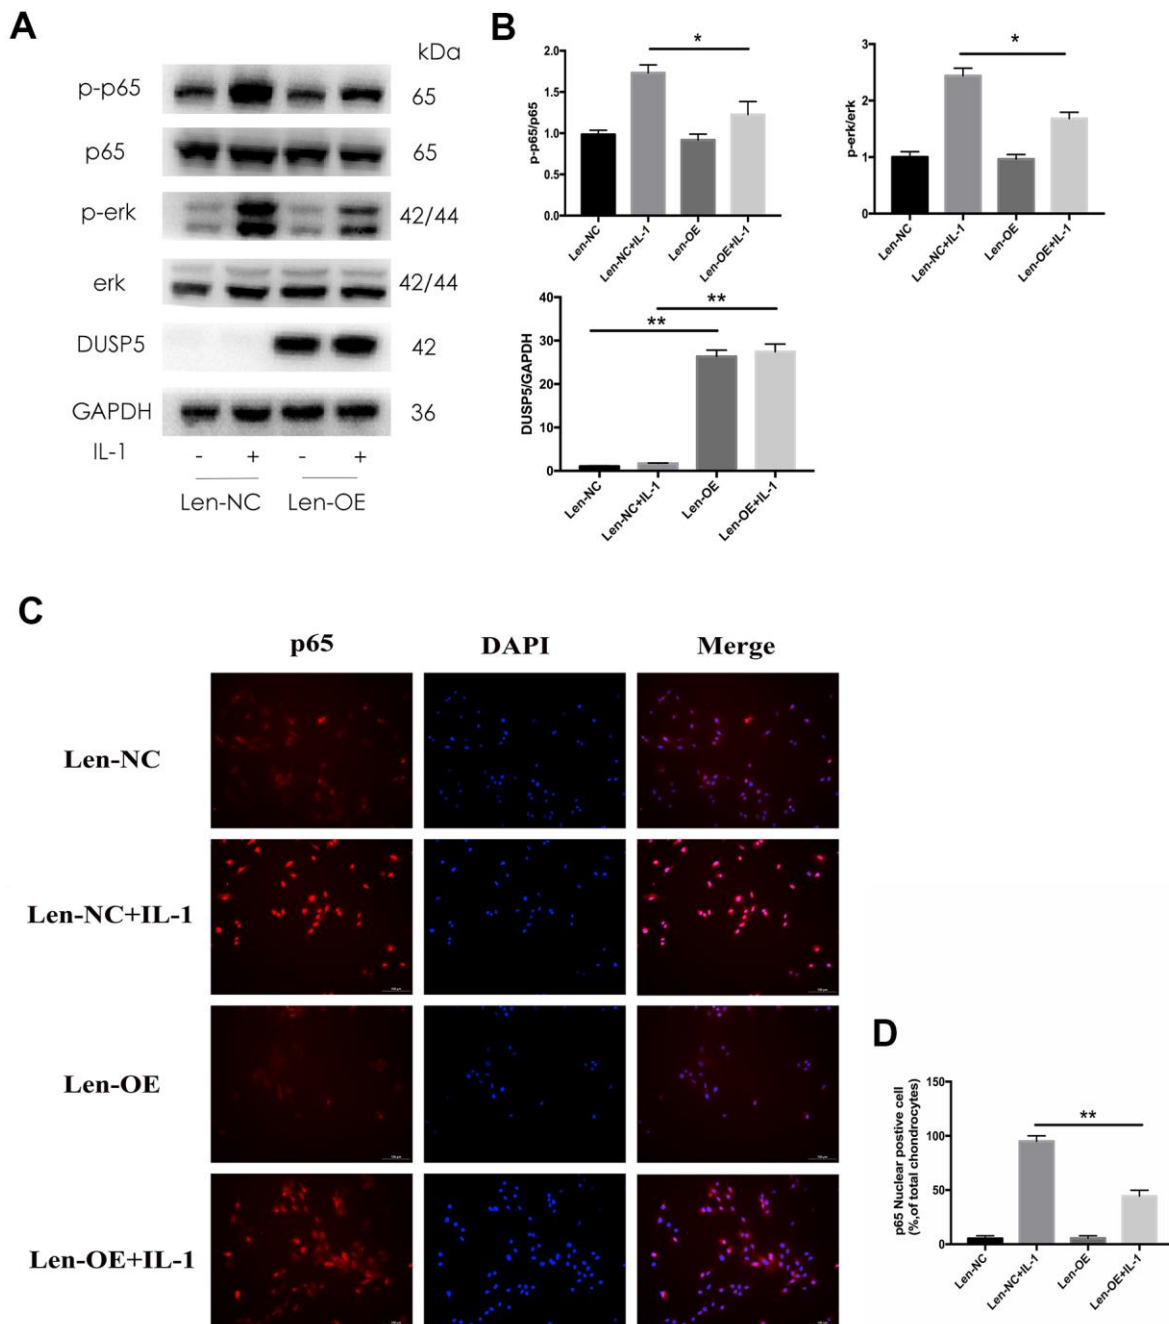 A
kDa
p-p65
65
p65
65
p-erk
42/44
erk
42/44
DUSP5
42
GAPDH
36
IL-1
- + - +
Len-NC Len-OE
B
p-p65/p65
2.0
1.5
1.0
0.5
0.0
*
Len-NC
Len-NC+IL-1
Len-OE
Len-OE+IL-1
p-erk/erk
3
2
1
0
*
Len-NC
Len-NC+IL-1
Len-OE
Len-OE+IL-1
DUSP5/GAPDH
40
30
20
10
0
**
**
Len-NC
Len-NC+IL-1
Len-OE
Len-OE+IL-1
C
p65 DAPI Merge
Len-NC
Len-NC+IL-1
Len-OE
Len-OE+IL-1
D
p65 Nuclear postive cell
(%,of total chondrocytes)
150
100
50
0
**
Len-NC
Len-NC+IL-1
Len-OE
Len-OE+IL-1